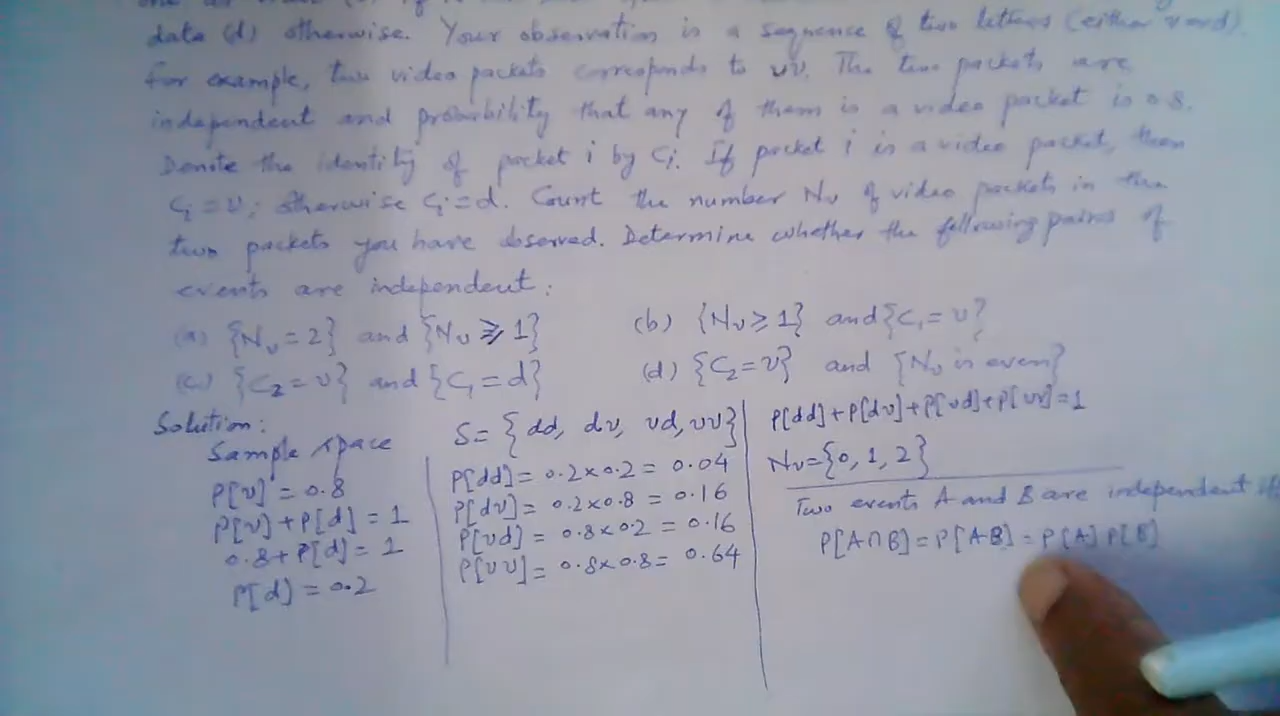 data (d) otherwise. Your observation is a sequence of two letters (either v or d).
For example, two video packets corresponds to vv. The two packets are
independent and probability that any of them is a video packet is 0.8.
Denote the identity of packet i by Ci. If packet i is a video packet, then
Ci = v; otherwise Ci = d. Count the number Nv of video packets in the
two packets you have observed. Determine whether the following pairs of
events are independent:
(a) {Nv = 2} and {Nv ≥ 1} (b) {Nv ≥ 1} and {C1 = v}
(c) {C2 = v} and {C1 = d} (d) {C2 = v} and {Nv is even}
Solution:
Sample space
P[v] = 0.8
P[v] + P[d] = 1
0.8 + P[d] = 1
P[d] = 0.2
S = {dd, dv, vd, vv}
P[dd] = 0.2 × 0.2 = 0.04
P[dv] = 0.2 × 0.8 = 0.16
P[vd] = 0.8 × 0.2 = 0.16
P[vv] = 0.8 × 0.8 = 0.64
P[dd] + P[dv] + P[vd] + P[vv] = 1
Nv = {0, 1, 2}
Two events A and B are independent if
P[A∩B] = P[AB] = P[A] P[B]